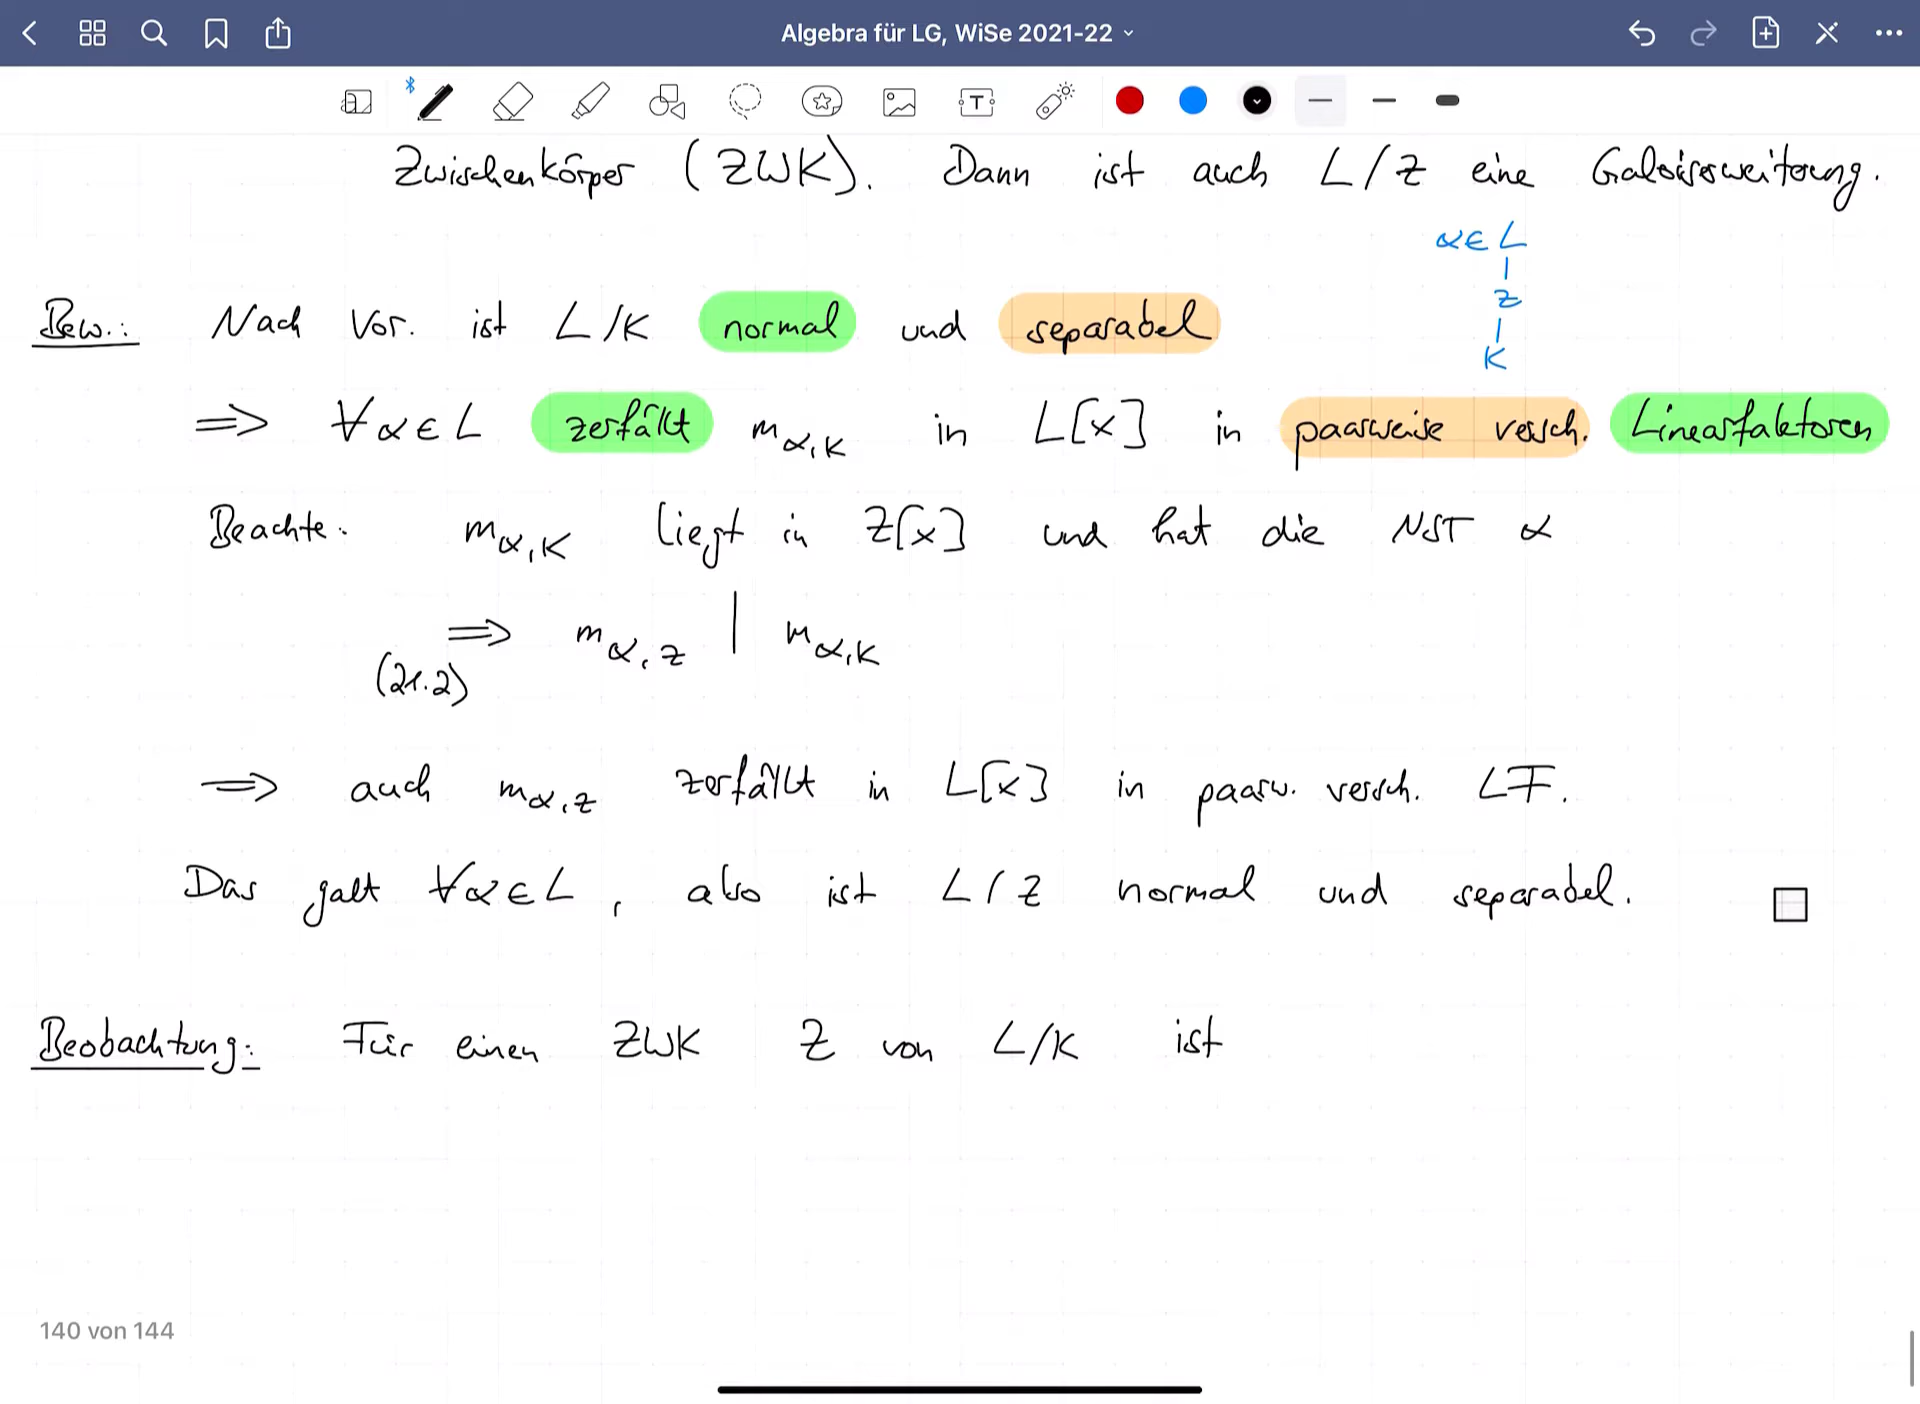 Algebra für LG, WiSe 2021-22
Zwischenkörper (ZWK). Dann ist auch L/Z eine Galoiserweiterung.
α∈L
Z
K
Bew.: Nach Vor. ist L/K normal und separabel
⟹ ∀α∈L zerfällt m_{α,K} in L[x] in paarweise versch. Linearfaktoren
Beachte: m_{α,K} liegt in Z[x] und hat die NST α
⟹ m_{α,Z} | m_{α,K}
(21.2)
⟹ auch m_{α,Z} zerfällt in L[x] in paarw. versch. LF.
Das galt ∀α∈L, also ist L/Z normal und separabel. □
Beobachtung: Für einen ZWK Z von L/K ist
140 von 144